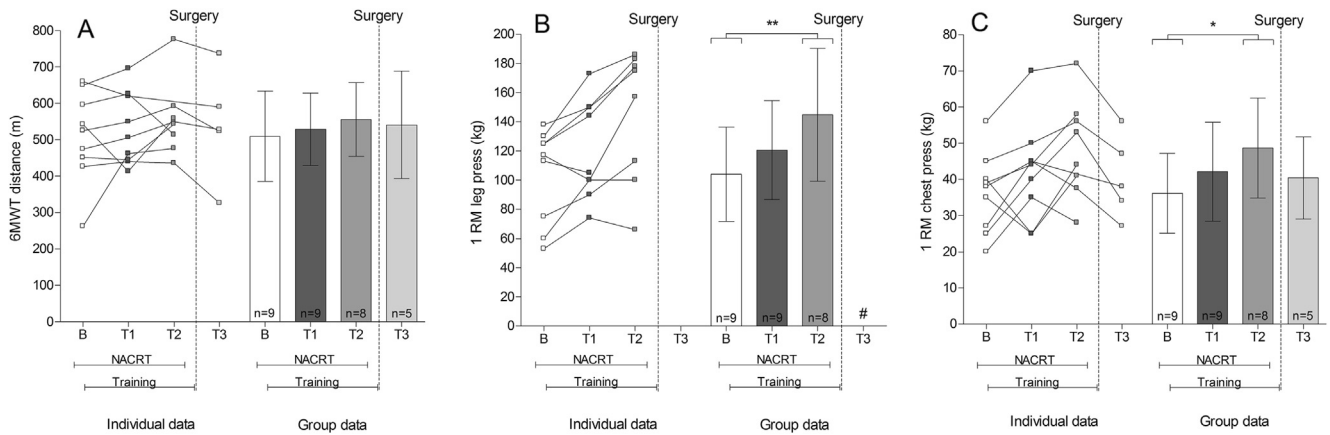 A
Surgery
800
700
600
500
400
300
200
100
0
6MWT distance (m)
n=9
n=9
n=8
n=5
B T1 T2 T3 B T1 T2 T3
NACRT NACRT
Training Training
Individual data Group data
Surgery
B
Surgery
**
Surgery
200
180
160
140
120
100
80
60
40
20
0
1 RM leg press (kg)
n=9
n=9
n=8
#
B T1 T2 T3 B T1 T2 T3
NACRT NACRT
Training Training
Individual data Group data
C
Surgery
*
Surgery
80
70
60
50
40
30
20
10
0
1 RM chest press (kg)
n=9
n=9
n=8
n=5
B T1 T2 T3 B T1 T2 T3
NACRT NACRT
Training Training
Individual data Group data